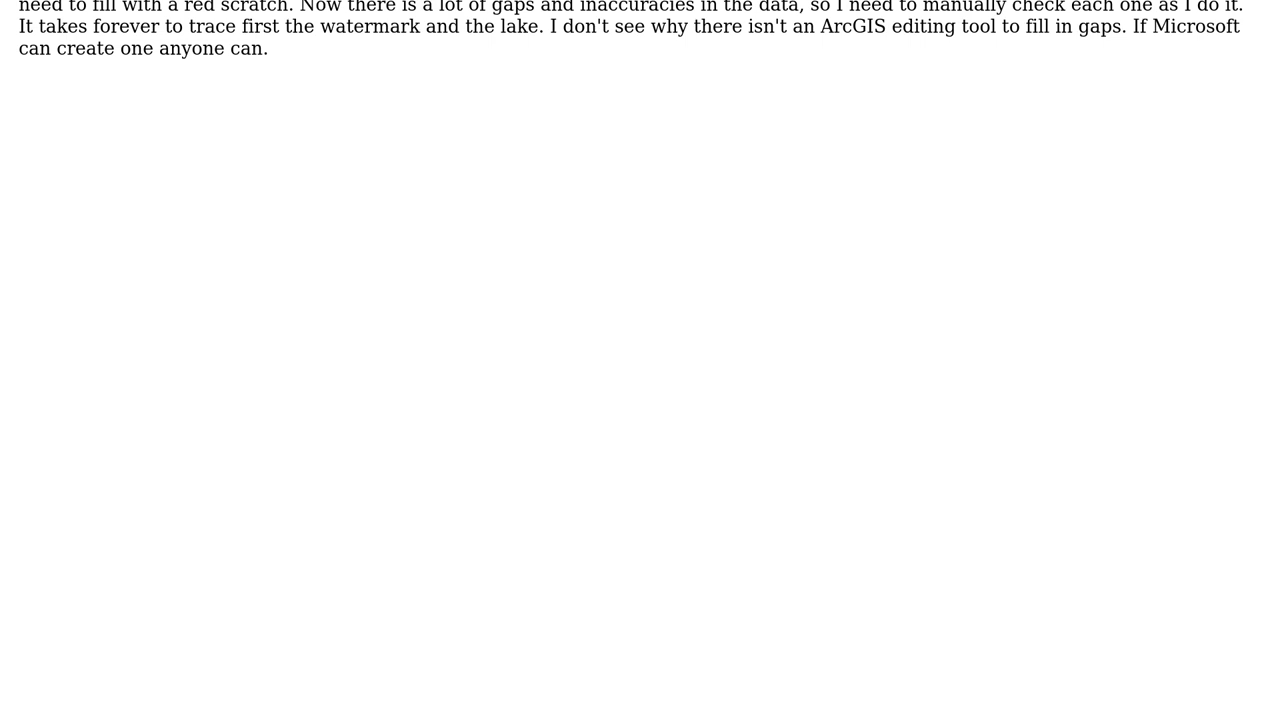 need to fill with a red scratch. Now there is a lot of gaps and inaccuracies in the data, so I need to manually check each one as I do it.
It takes forever to trace first the watermark and the lake. I don't see why there isn't an ArcGIS editing tool to fill in gaps. If Microsoft
can create one anyone can.